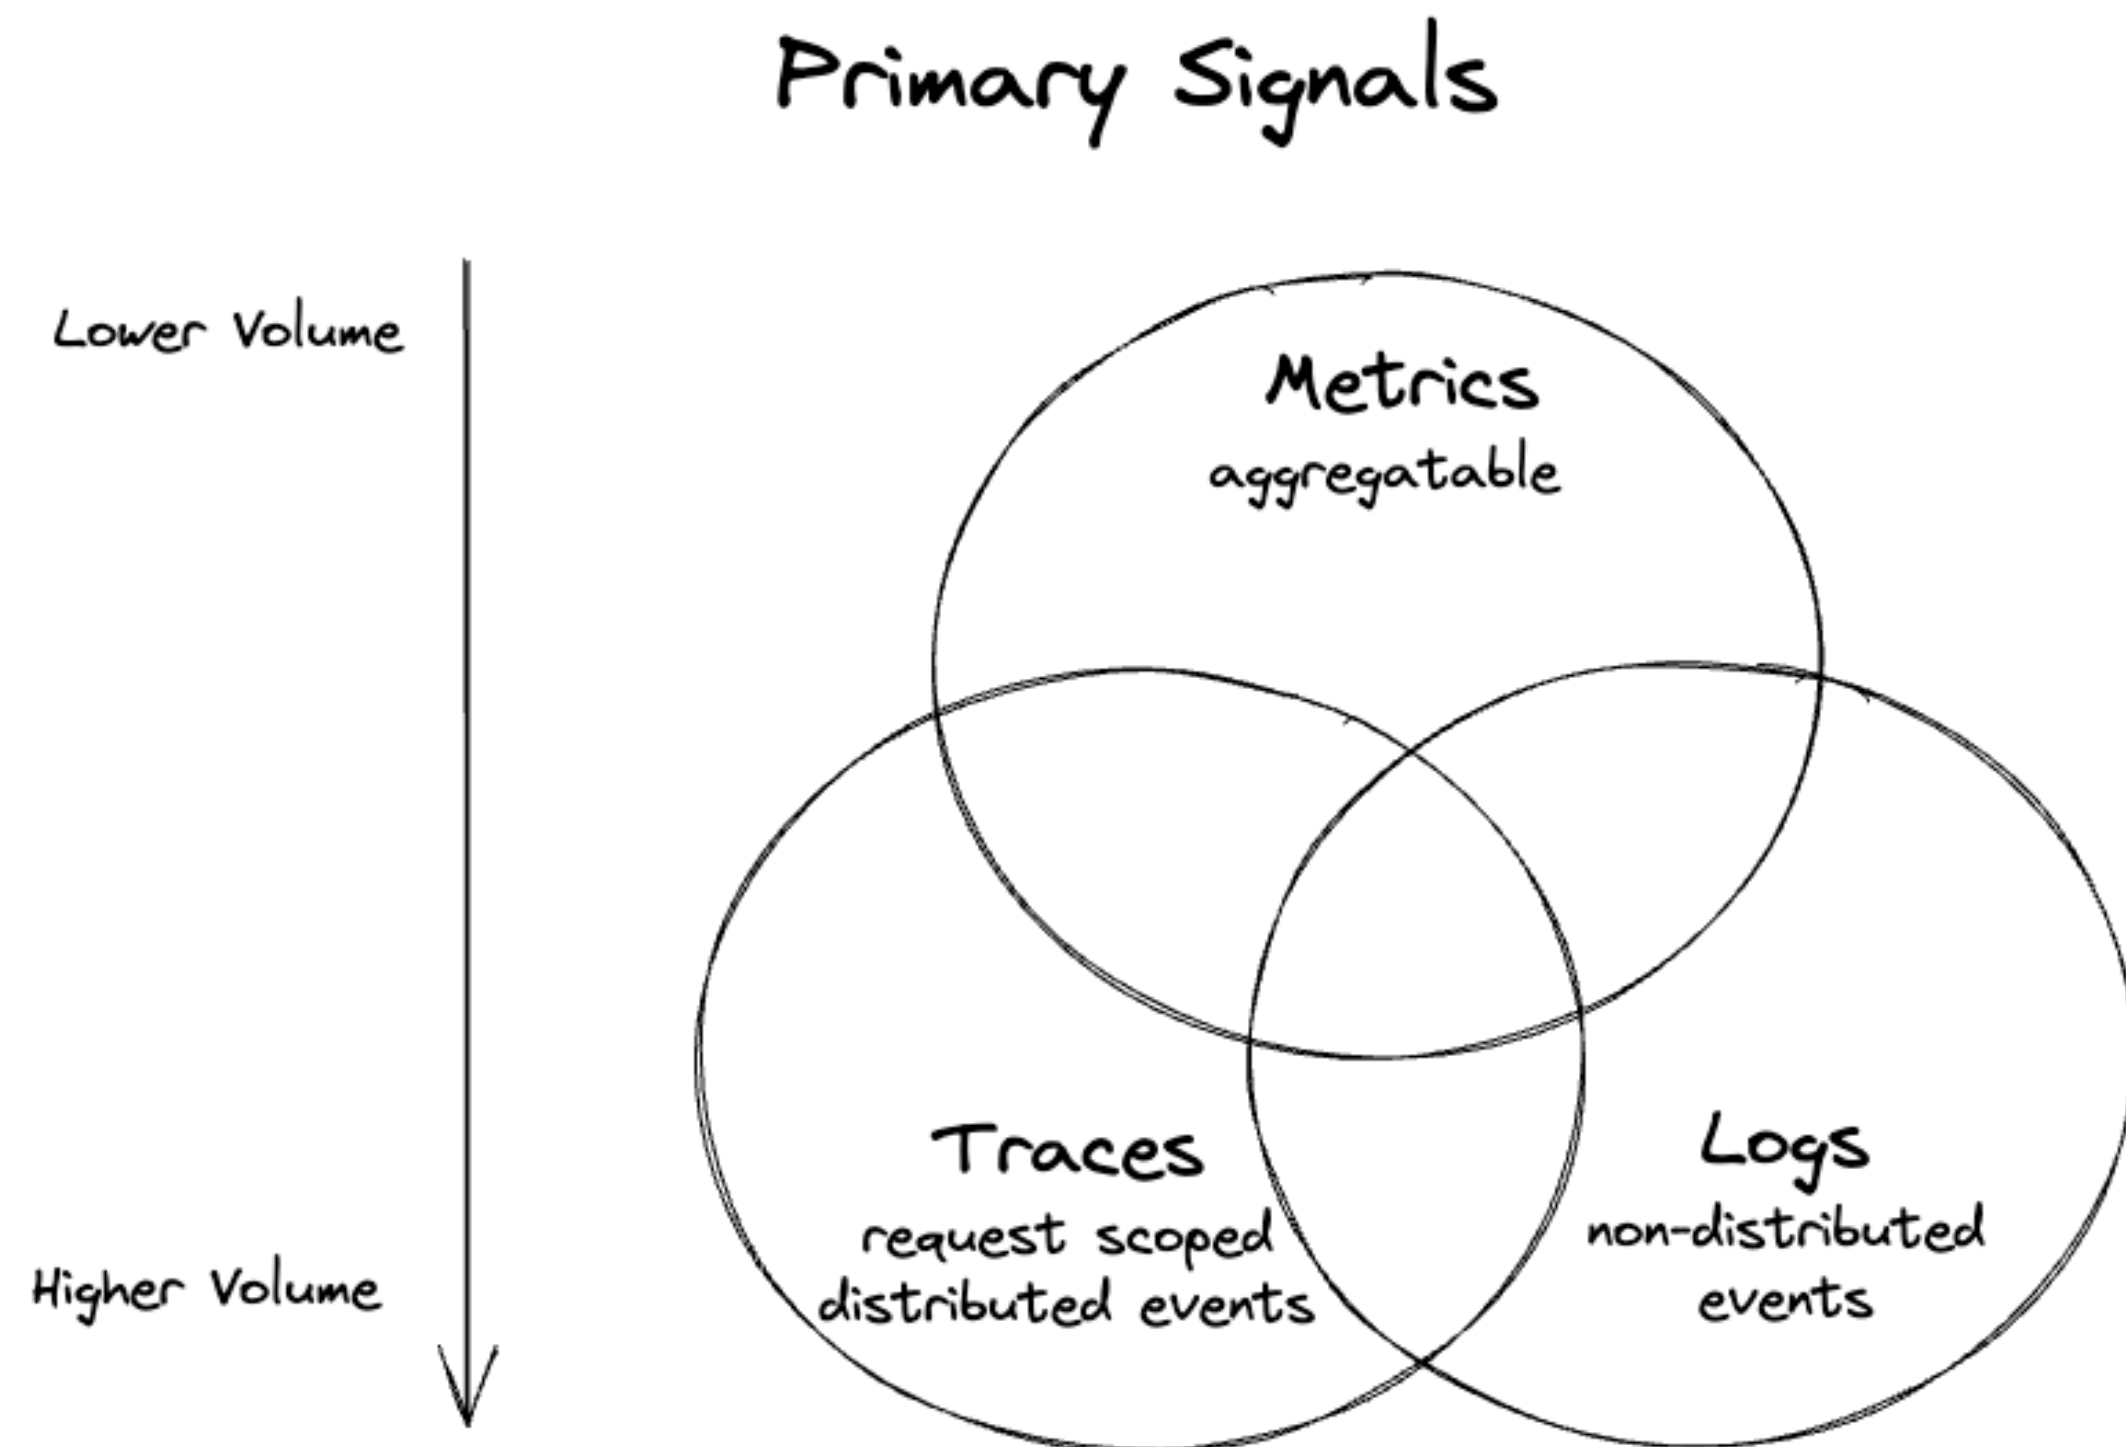 Primary Signals
Lower Volume
Metrics
aggregatable
Traces
request scoped
distributed events
Logs
non-distributed
events
Higher Volume